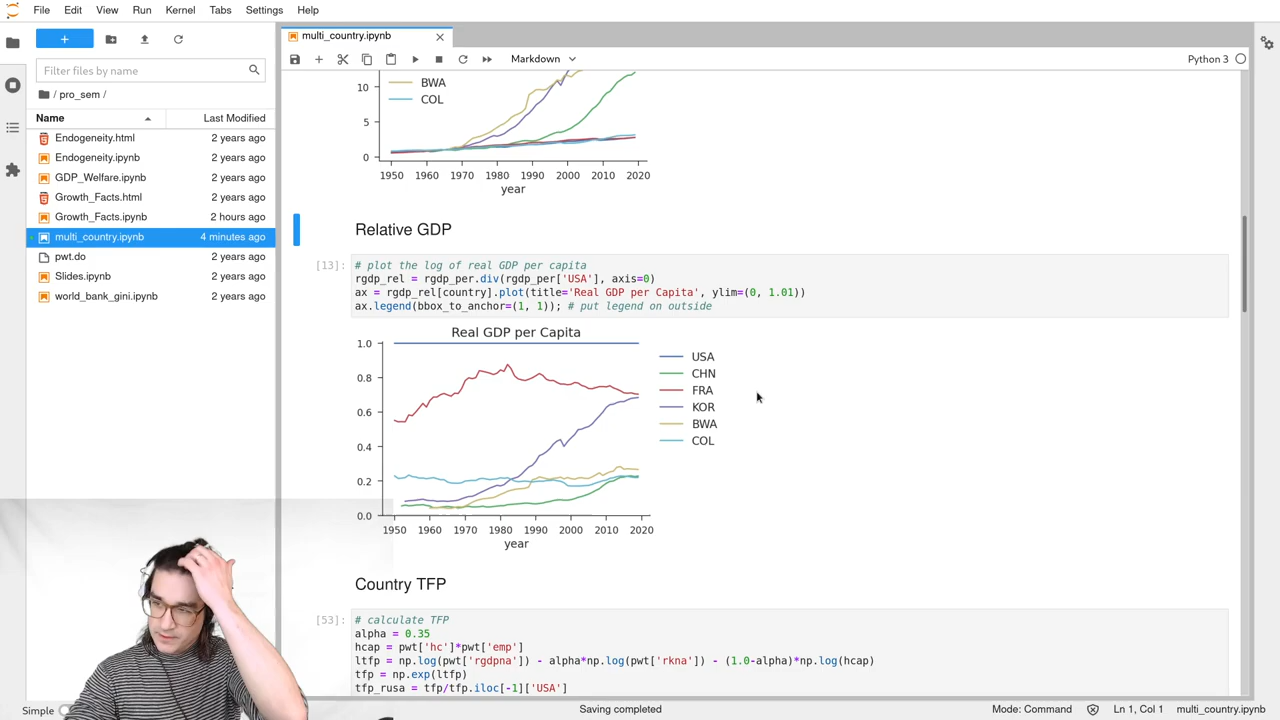 File Edit View Run Kernel Tabs Settings Help
multi_country.ipynb
Filter files by name
Markdown
Python 3
/ pro_sem /
Name Last Modified
Endogeneity.html 2 years ago
Endogeneity.ipynb 2 years ago
GDP_Welfare.ipynb 2 years ago
Growth_Facts.html 2 years ago
Growth_Facts.ipynb 2 hours ago
multi_country.ipynb 4 minutes ago
pwt.do 2 years ago
Slides.ipynb 2 years ago
world_bank_gini.ipynb 2 years ago
BWA
COL
10
5
0
1950 1960 1970 1980 1990 2000 2010 2020
year
Relative GDP
[13]:
# plot the log of real GDP per capita
rgdp_rel = rgdp_per.div(rgdp_per['USA'], axis=0)
ax = rgdp_rel[country].plot(title='Real GDP per Capita', ylim=(0, 1.01))
ax.legend(bbox_to_anchor=(1, 1)); # put legend on outside
Real GDP per Capita
1.0
0.8
0.6
0.4
0.2
0.0
USA
CHN
FRA
KOR
BWA
COL
1950 1960 1970 1980 1990 2000 2010 2020
year
Country TFP
[53]:
# calculate TFP
alpha = 0.35
hcap = pwt['hc']*pwt['emp']
ltfp = np.log(pwt['rgdpna']) - alpha*np.log(pwt['rkna']) - (1.0-alpha)*np.log(hcap)
tfp = np.exp(ltfp)
tfp_rusa = tfp/tfp.iloc[-1]['USA']
Simple
Saving completed
Mode: Command
Ln 1, Col 1
multi_country.ipynb